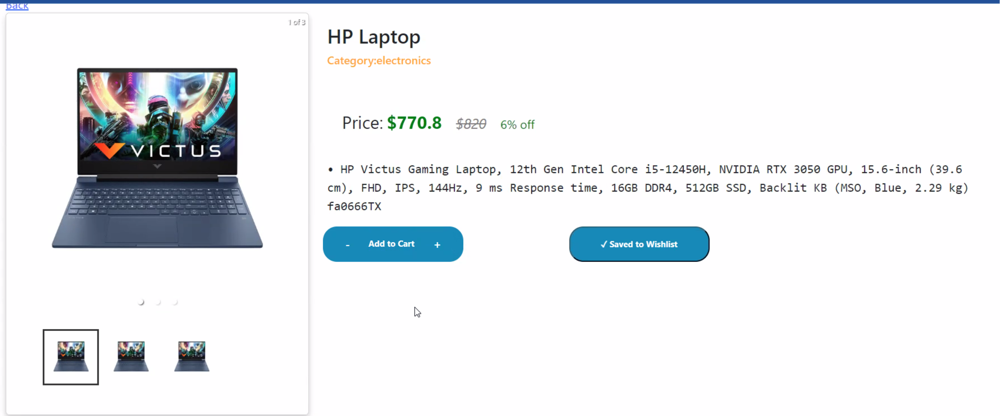 Back
1 of 3
VICTUS
HP Laptop
Category:electronics
Price: $770.8 $820 6% off
• HP Victus Gaming Laptop, 12th Gen Intel Core i5-12450H, NVIDIA RTX 3050 GPU, 15.6-inch (39.6
cm), FHD, IPS, 144Hz, 9 ms Response time, 16GB DDR4, 512GB SSD, Backlit KB (MSO, Blue, 2.29 kg)
fa0666TX
- Add to Cart +
✓ Saved to Wishlist
VICTUS
VICTUS
VICTUS